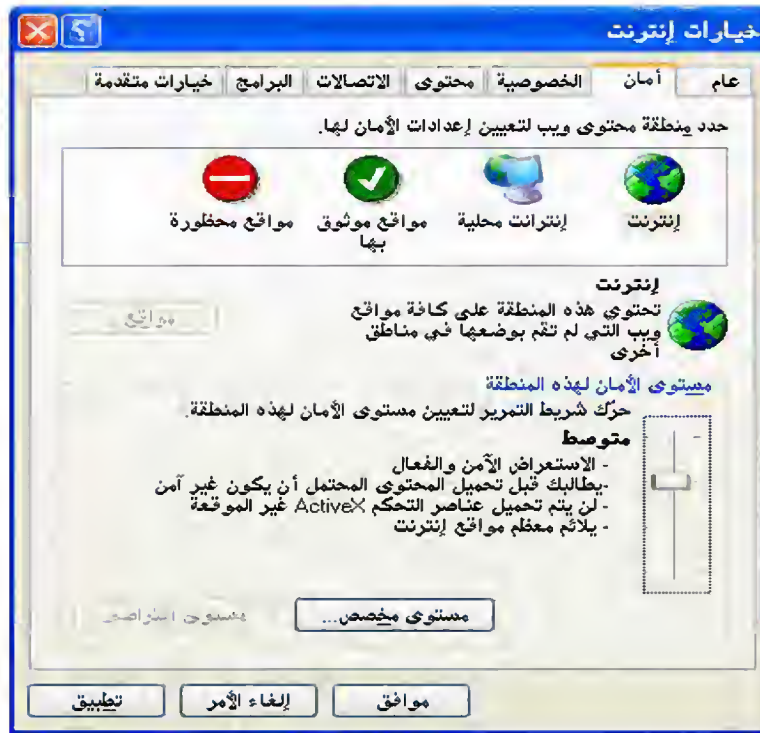 خيارات إنترنت
عام أمان الخصوصية محتوى الاتصالات البرامج خيارات متقدمة
حدد منطقة محتوى ويب لتعيين إعدادات الأمان لها.
إنترنت إنترانت محلية مواقع موثوق مواقع محظورة
بها
إنترنت
تحتوي هذه المنطقة على كافة مواقع
مواقع
ويب التي لم تقم بوضعها في مناطق
أخرى
مستوى الأمان لهذه المنطقة
حرّك شريط التمرير لتعيين مستوى الأمان لهذه المنطقة.
متوسط
- الاستعراض الآمن والفعال
-يطالبك قبل تحميل المحتوى المحتمل أن يكون غير آمن
- لن يتم تحميل عناصر التحكم ActiveX غير الموقعة
- يلائم معظم مواقع إنترنت
مستوى مخصص... مستوى
موافق إلغاء الأمر تطبيق